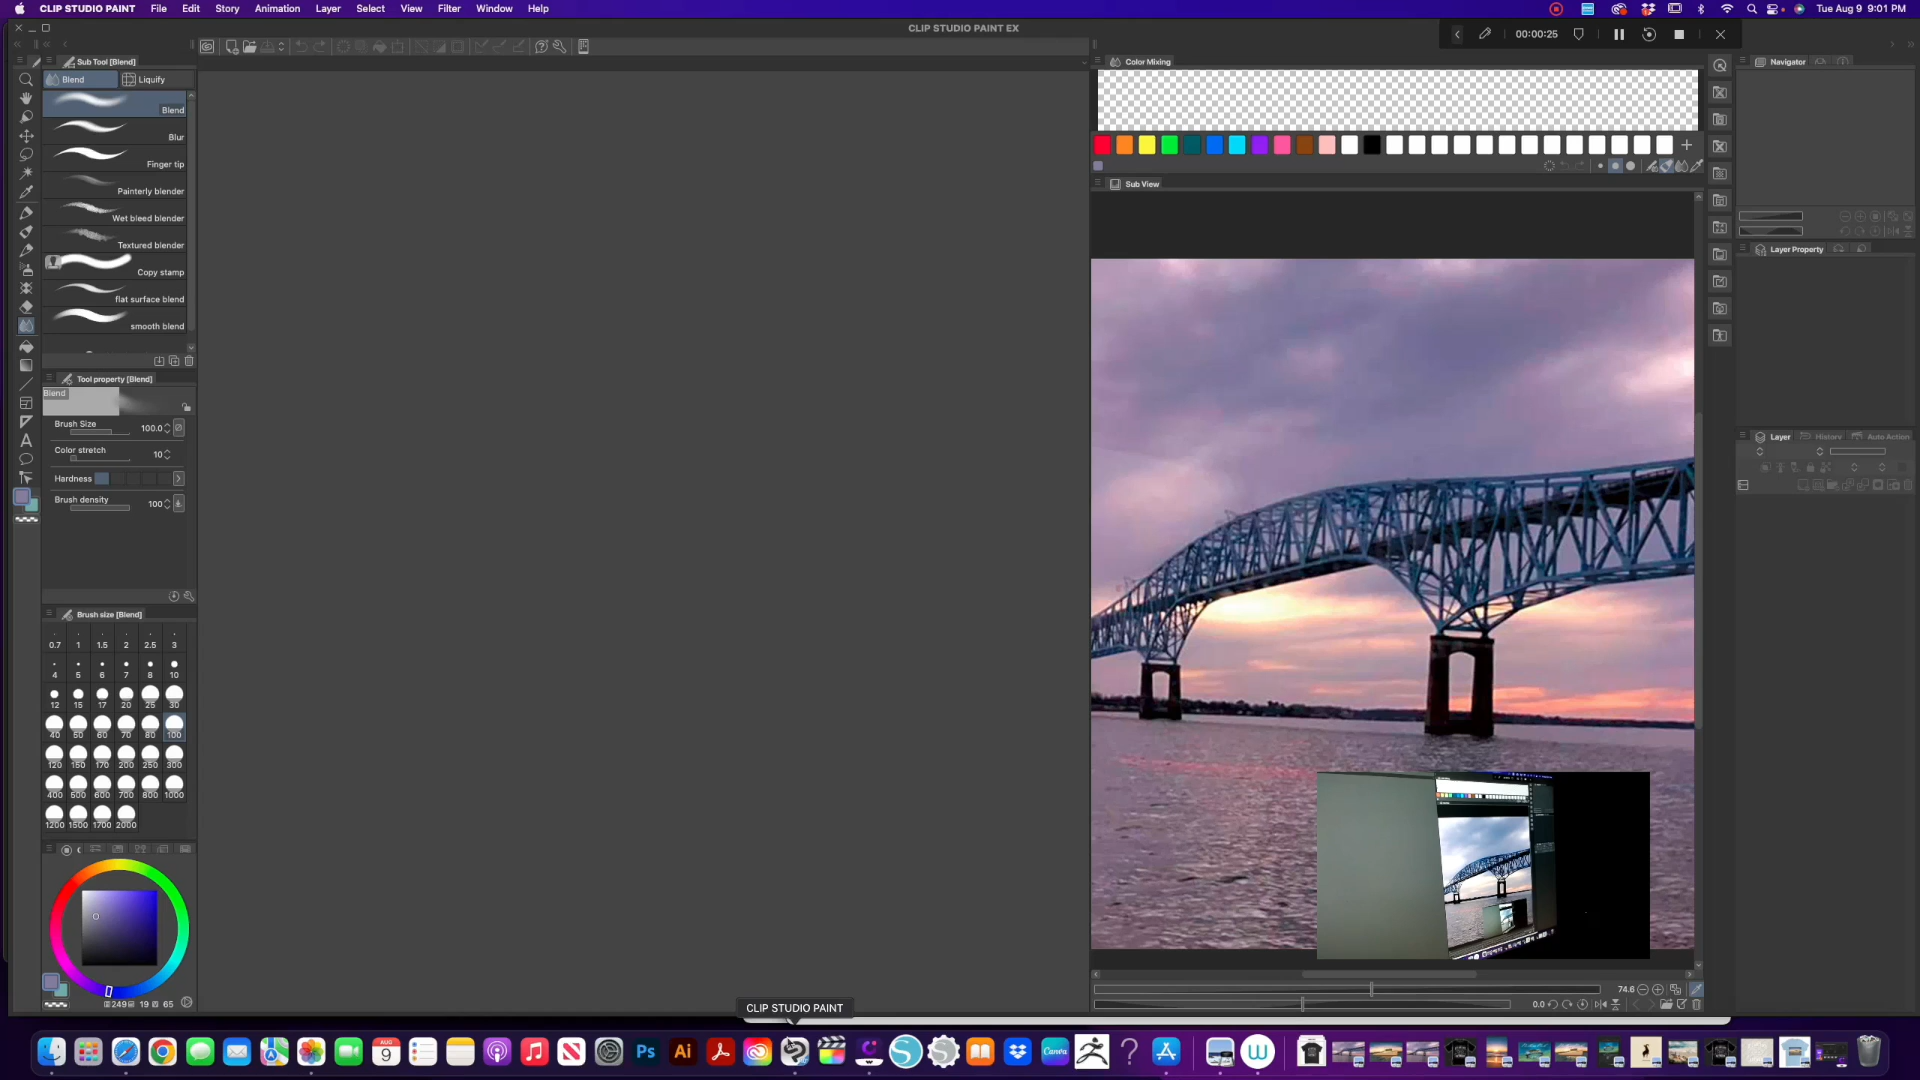 CLIP STUDIO PAINT File Edit Story Animation Layer Select View Filter Window Help Tue Aug 9 9:01 PM
CLIP STUDIO PAINT EX
00:00:25
Sub Tool [Blend]
Blend Liquify
Blend
Blur
Finger tip
Painterly blender
Wet bleed blender
Textured blender
Copy stamp
flat surface blend
smooth blend
Tool property [Blend]
Blend
Brush Size 100.0
Color stretch 10
Hardness
Brush density 100
Brush size [Blend]
0.7 1 1.5 2 2.5 3
4 5 6 7 8 10
12 15 17 20 25 30
40 50 60 70 80 100
120 150 170 200 250 300
400 500 600 700 800 1000
1200 1500 1700 2000
249 19 65
Color Mixing
Sub View
74.6
0.0
Navigator
Layer Property
Layer History Auto Action
CLIP STUDIO PAINT
AUG
9
Ps
Ai
Canva
W